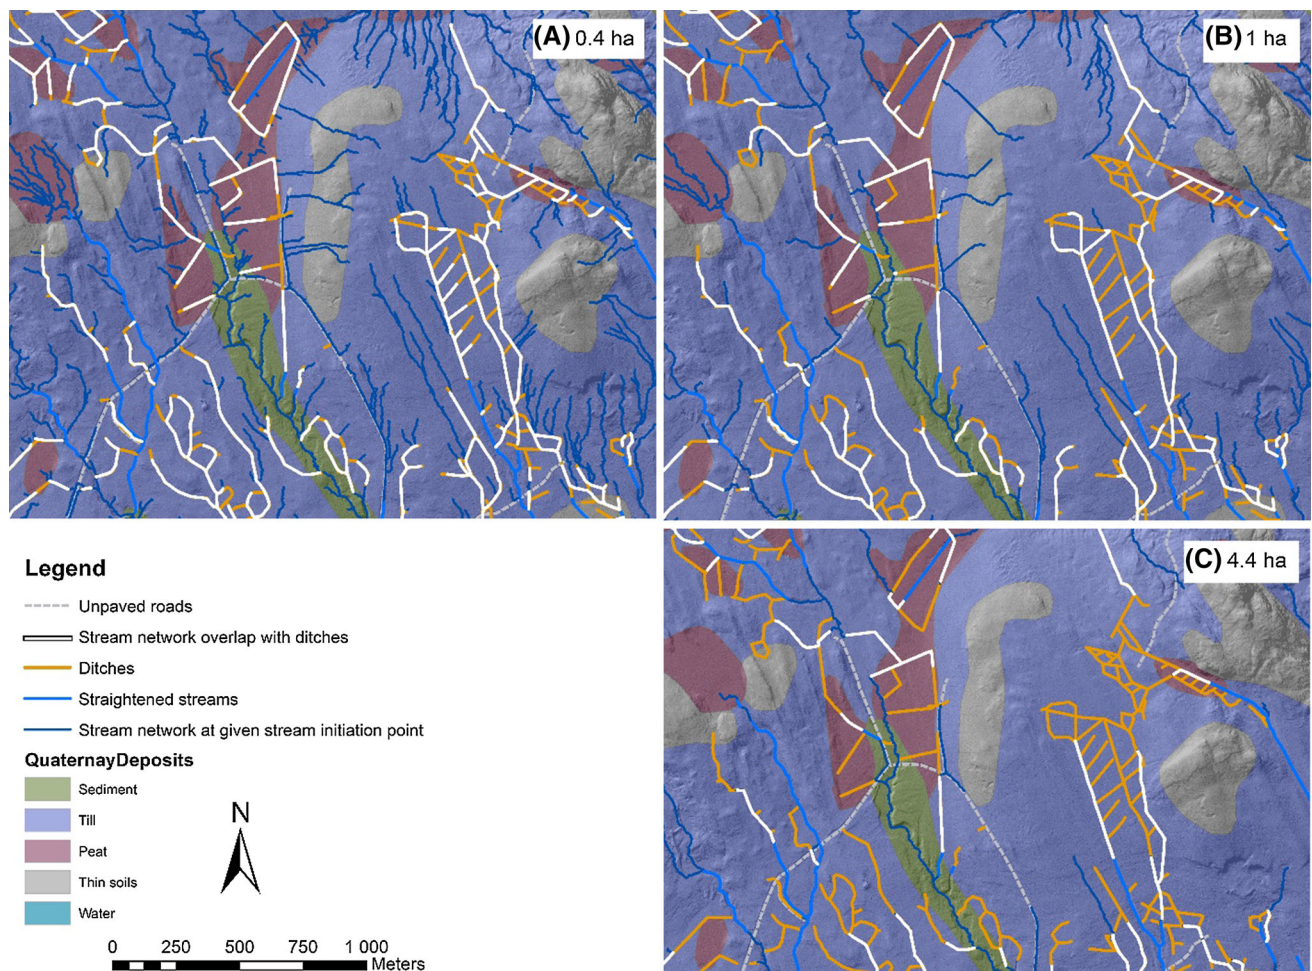 (A) 0.4 ha
(B) 1 ha
(C) 4.4 ha
Legend
Unpaved roads
Stream network overlap with ditches
Ditches
Straightened streams
Stream network at given stream initiation point
QuaternayDeposits
Sediment
Till
Peat
Thin soils
Water
N
0 250 500 750 1 000
Meters